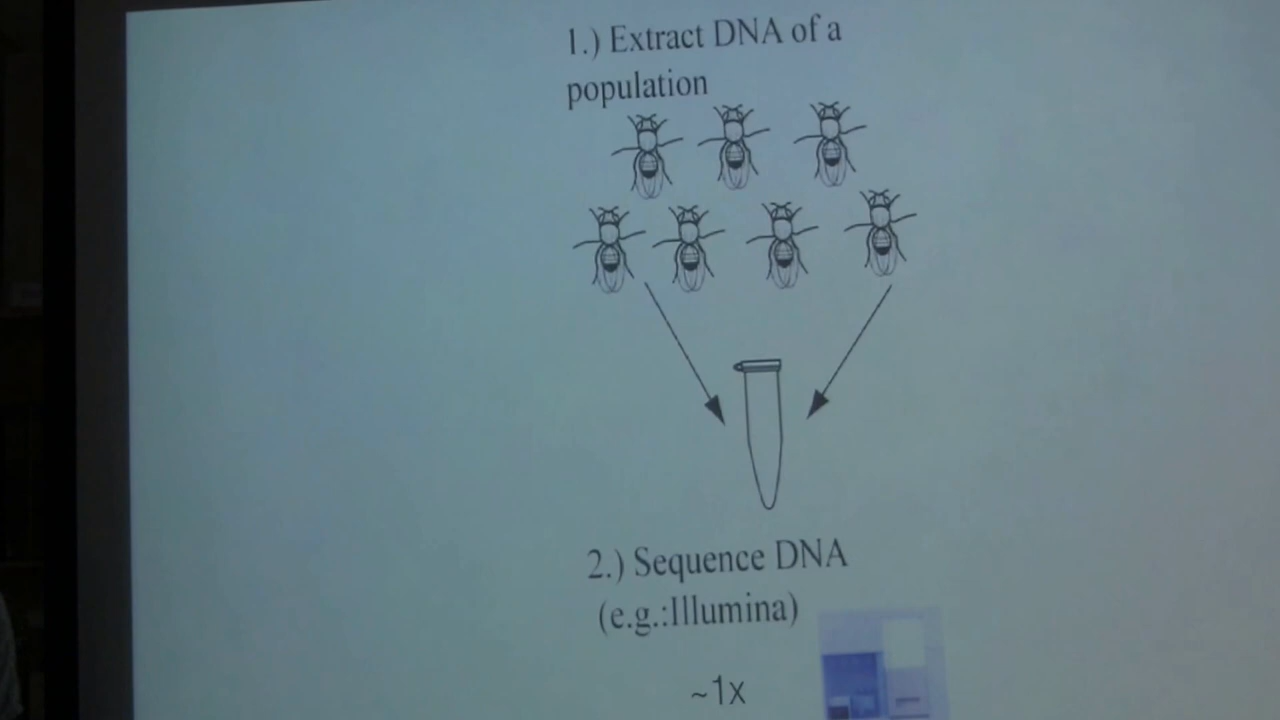 1.) Extract DNA of a
population
2.) Sequence DNA
(e.g.:Illumina)
~1x